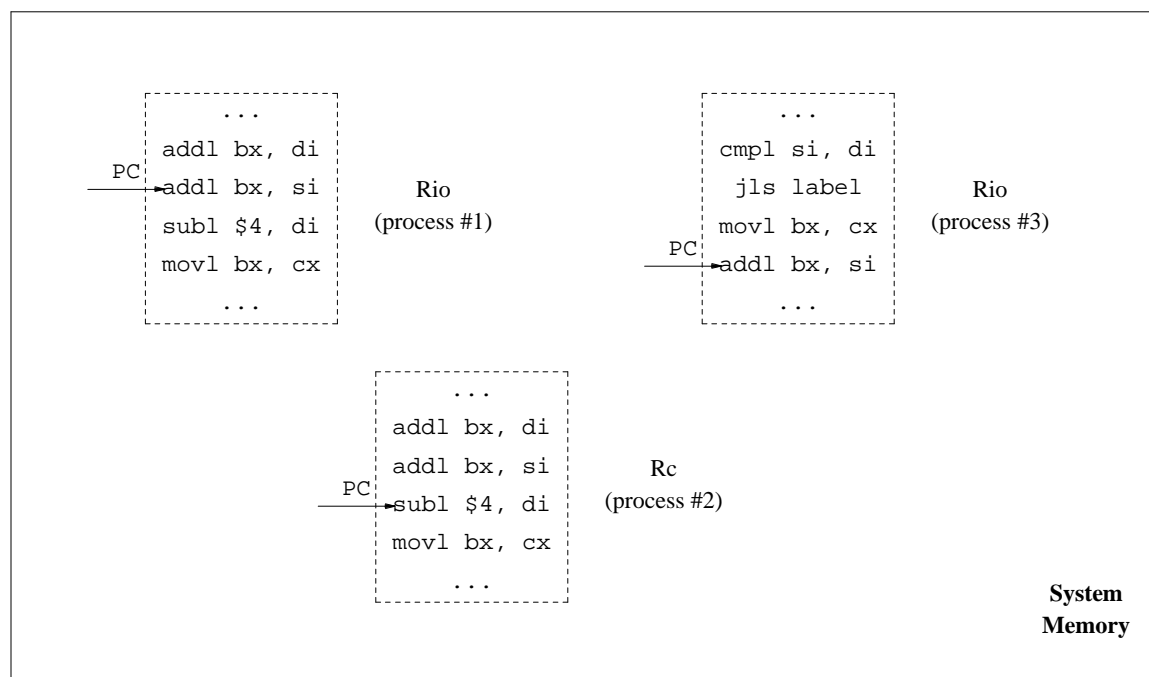 ...
addl bx, di
PC
addl bx, si
subl $4, di
movl bx, cx
...
Rio
(process #1)
...
cmpl si, di
jls label
movl bx, cx
PC
addl bx, si
...
Rio
(process #3)
...
addl bx, di
addl bx, si
PC
subl $4, di
movl bx, cx
...
Rc
(process #2)
System
Memory